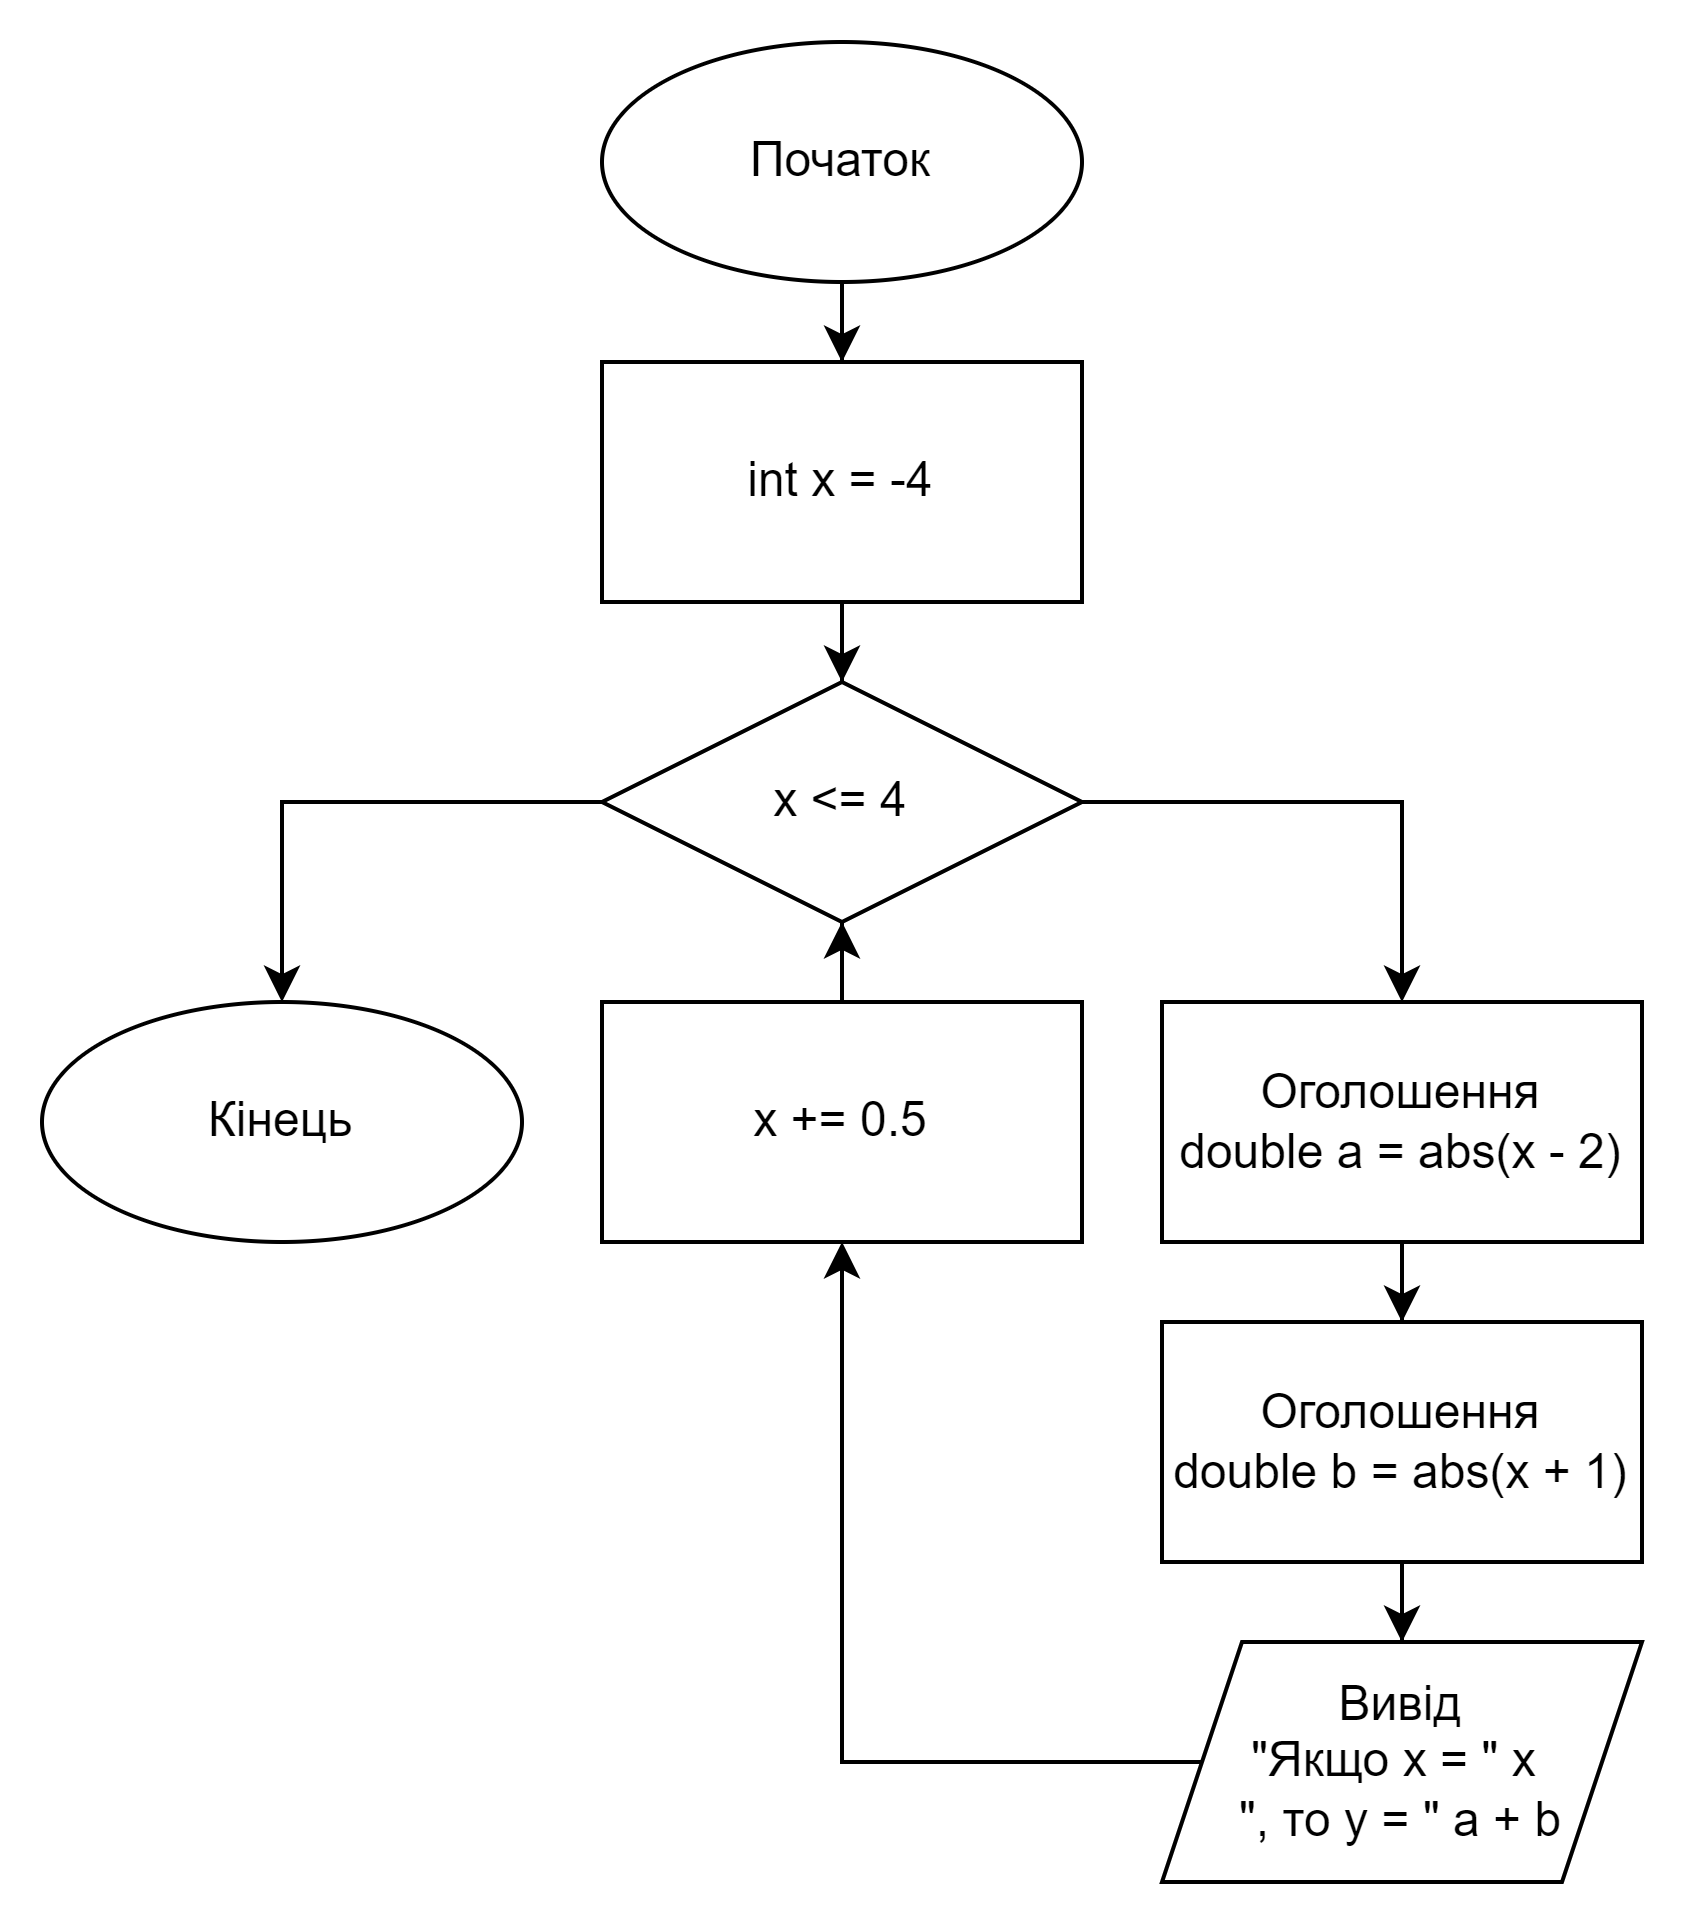 Початок
int x = -4
x <= 4
Кінець
x += 0.5
Оголошення
double a = abs(x - 2)
Оголошення
double b = abs(x + 1)
Вивід
"Якщо x = " x
", то y = " a + b